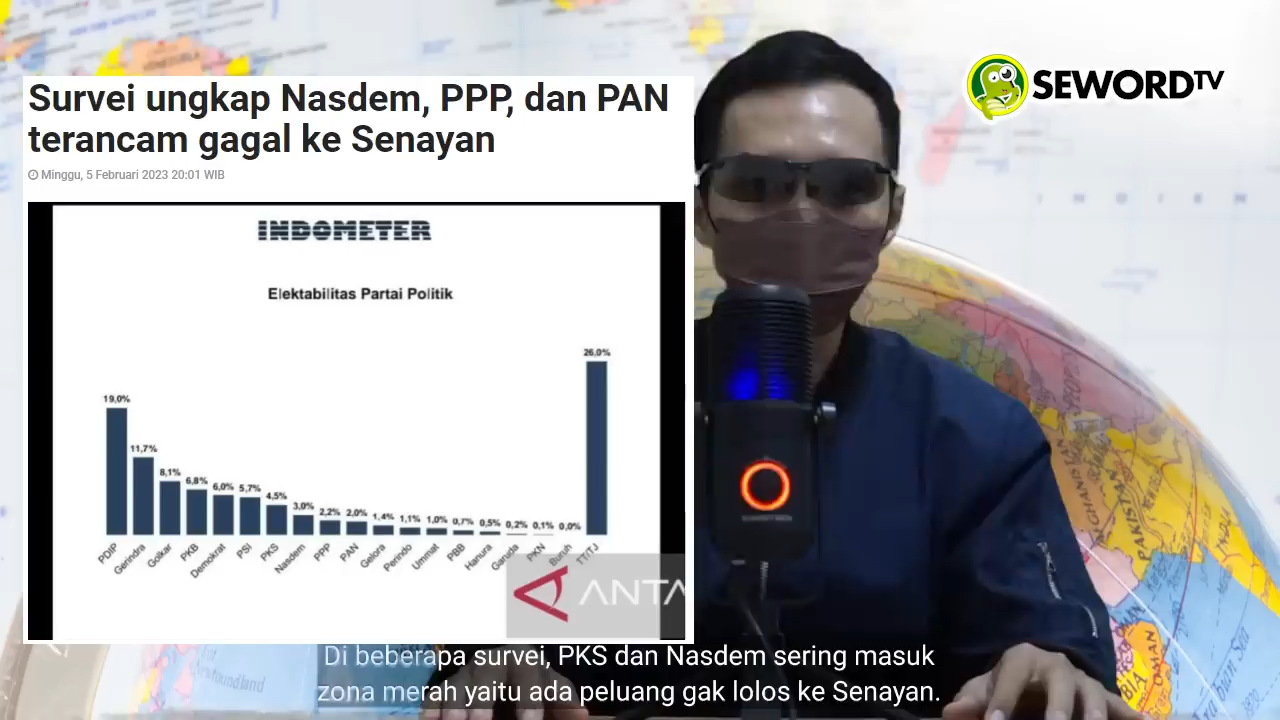 SEWORDTV
Survei ungkap Nasdem, PPP, dan PAN
terancam gagal ke Senayan
Minggu, 5 Februari 2023 20:01 WIB
INDOMETER
Elektabilitas Partai Politik
26,0%
19,0%
11,7%
8,1%
6,8%
6,0%
5,7%
4,5%
3,0%
2,2%
2,0%
1,4%
1,1%
1,0%
0,7%
0,5%
0,2%
0,1%
0,0%
PDIP
Gerindra
Golkar
PKB
Demokrat
PSI
PKS
Nasdem
PPP
PAN
Gelora
Perindo
Ummat
PBB
Hanura
Garuda
PKN
Buruh
TT/TJ
ANTA
INDIEN
PAKISTAN
INDIA
OMAN
Newfoundland
Di beberapa survei, PKS dan Nasdem sering masuk
zona merah yaitu ada peluang gak lolos ke Senayan.